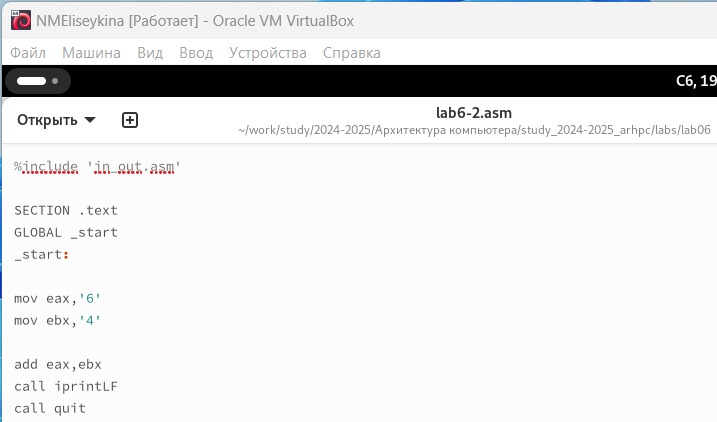 NMEliseykina [Работает] - Oracle VM VirtualBox
Файл Машина Вид Ввод Устройства Справка
Сб, 19
Открыть lab6-2.asm
~/work/study/2024-2025/Архитектура компьютера/study_2024-2025_arhpc/labs/lab06
%include 'in_out.asm'
SECTION .text
GLOBAL _start
_start:
mov eax,'6'
mov ebx,'4'
add eax,ebx
call iprintLF
call quit